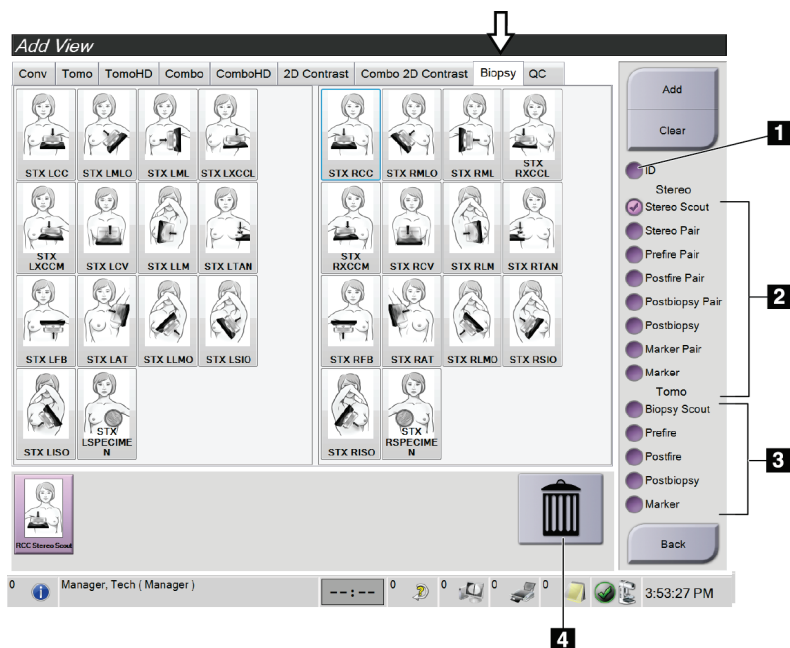 Add View
Conv Tomo TomoHD Combo ComboHD 2D Contrast Combo 2D Contrast Biopsy QC
STX LCC STX LMLO STX LML STX LXCCL
STX RCC STX RMLO STX RML STX RXCCL
STX LXCCM STX LCV STX LLM STX LTAN
STX RXCCM STX RCV STX RLN STX RTAN
STX LFB STX LAT STX LLMO STX LSIO
STX RFB STX RAT STX RLMO STX RSIO
STX LISO STX LSPECIMEN
STX RISO STX RSPECIMEN
RCC Stereo Scout
Add
Clear
ID
Stereo
Stereo Scout
Stereo Pair
Prefire Pair
Postfire Pair
Postbiopsy Pair
Postbiopsy
Marker Pair
Marker
Tomo
Biopsy Scout
Prefire
Postfire
Postbiopsy
Marker
Back
1
2
3
4
0 Manager, Tech ( Manager ) --:-- 0 0 0 0 3:53:27 PM